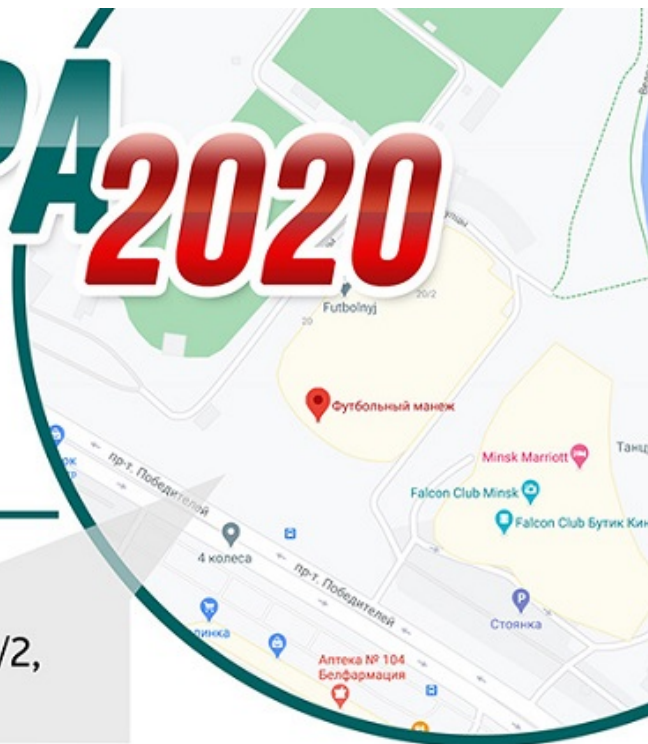 РА
2020
Futbolnyj
20
20/2
Футбольный манеж
Minsk Marriott
Танц
Falcon Club Minsk
Falcon Club Бутик Кин
пр-т. Победителей
4 колеса
пр-т. Победителей
Стоянка
/2,
Аптека № 104
Белфармация